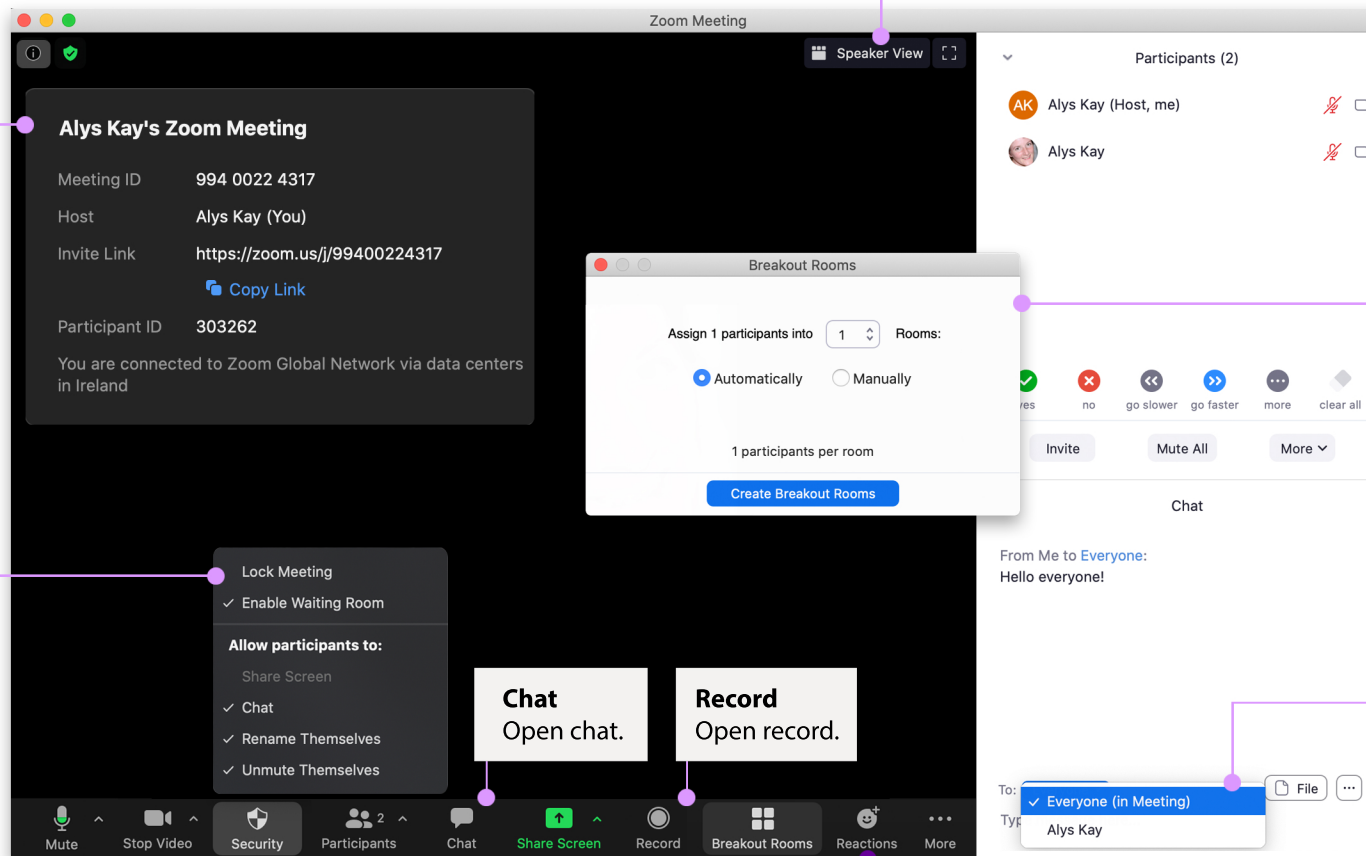 Zoom Meeting
Speaker View
Alys Kay's Zoom Meeting
Meeting ID 994 0022 4317
Host Alys Kay (You)
Invite Link https://zoom.us/j/99400224317
Copy Link
Participant ID 303262
You are connected to Zoom Global Network via data centers
in Ireland
Participants (2)
AK Alys Kay (Host, me)
Alys Kay
Breakout Rooms
Assign 1 participants into 1 Rooms:
Automatically Manually
1 participants per room
Create Breakout Rooms
yes no go slower go faster more clear all
Invite Mute All More
Chat
From Me to Everyone:
Hello everyone!
Lock Meeting
Enable Waiting Room
Allow participants to:
Share Screen
Chat
Rename Themselves
Unmute Themselves
Chat
Open chat.
Record
Open record.
To:
File
Everyone (in Meeting)
Typ
Alys Kay
2
Mute Stop Video Security Participants Chat Share Screen Record Breakout Rooms Reactions More